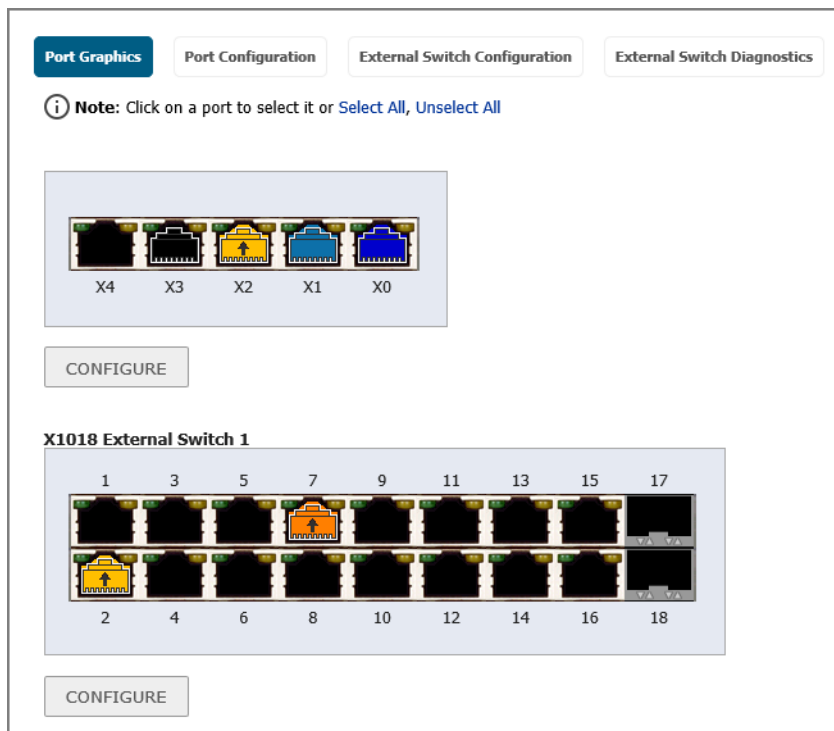 Port Graphics Port Configuration External Switch Configuration External Switch Diagnostics
Note: Click on a port to select it or Select All, Unselect All
X4 X3 X2 X1 X0
CONFIGURE
X1018 External Switch 1
1 3 5 7 9 11 13 15 17
2 4 6 8 10 12 14 16 18
CONFIGURE